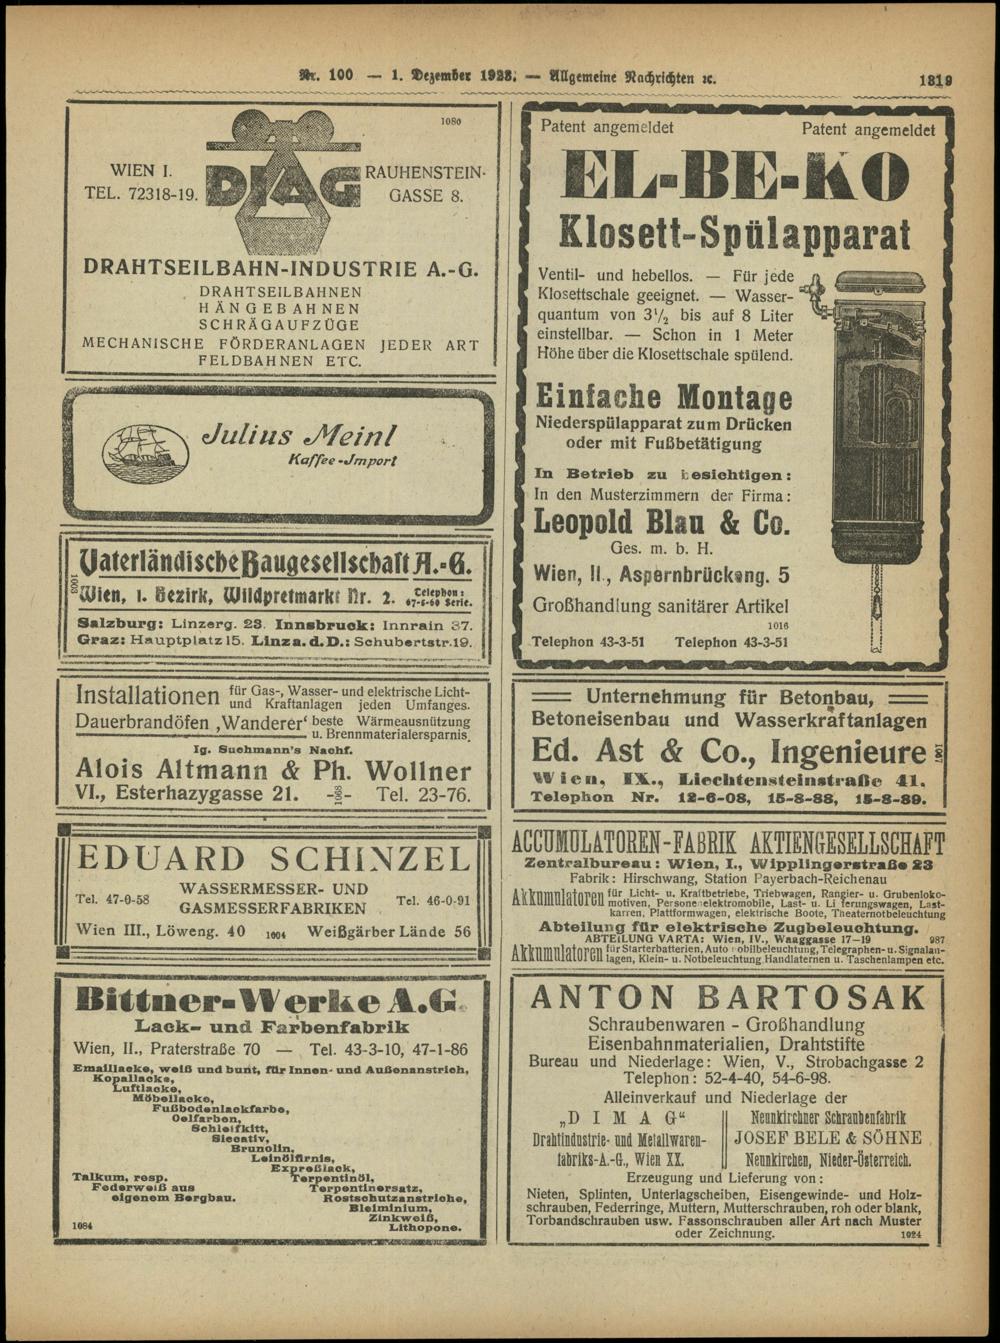 Nr. 100 — 1. Dezember 1923. — Allgemeine Nachrichten ꝛc.
1319
1080
WIEN I.
TEL. 72318-19.
DIAG
RAUHENSTEIN-
GASSE 8.
DRAHTSEILBAHN-INDUSTRIE A.-G.
DRAHTSEILBAHNEN
HÄNGEBAHNEN
SCHRÄGAUFZÜGE
MECHANISCHE FÖRDERANLAGEN JEDER ART
FELDBAHNEN ETC.
Julius Meinl
Kaffee-Import
Vaterländische Baugesellschaft A.-G.
1003
Wien, I. Bezirk, Wildpretmarkt Nr. 2. Telephon:
67-5-60 Serie.
Salzburg: Linzerg. 23. Innsbruck: Innrain 37.
Graz: Hauptplatz 15. Linz a. d. D.: Schubertstr. 19.
Installationen für Gas-, Wasser- und elektrische Licht-
und Kraftanlagen jeden Umfanges.
Dauerbrandöfen ‚Wanderer‘ beste Wärmeausnützung
u. Brennmaterialersparnis.
Ig. Suchmann's Nachf.
Alois Altmann & Ph. Wollner
VI., Esterhazygasse 21. -1068- Tel. 23-76.
EDUARD SCHINZEL
Tel. 47-0-58
WASSERMESSER- UND
GASMESSERFABRIKEN
Tel. 46-0-91
Wien III., Löweng. 40 1004 Weißgärber Lände 56
Bittner-Werke A.G.
Lack- und Farbenfabrik
Wien, II., Praterstraße 70 — Tel. 43-3-10, 47-1-86
Emaillacke, weiß und bunt, für Innen- und Außenanstrich,
Kopallacke,
Luftlacke,
Möbellacke,
Fußbodenlackfarbe,
Oelfarben,
Schleifkitt,
Siccativ,
Brunolin,
Leinölfirnis,
Expreßlack,
Terpentinöl,
Terpentinersatz,
Rostschutzanstriche,
Bleiminium,
Zinkweiß,
Lithopone.
Talkum, resp.
Federweiß aus
eigenem Bergbau.
1084
Patent angemeldet Patent angemeldet
EL-BE-KO
Klosett-Spülapparat
Ventil- und hebellos. — Für jede
Klosettschale geeignet. — Wasser-
quantum von 3½ bis auf 8 Liter
einstellbar. — Schon in 1 Meter
Höhe über die Klosettschale spülend.
Einfache Montage
Niederspülapparat zum Drücken
oder mit Fußbetätigung
In Betrieb zu besichtigen:
In den Musterzimmern der Firma:
Leopold Blau & Co.
Ges. m. b. H.
Wien, II., Aspernbrückeng. 5
Großhandlung sanitärer Artikel
1016
Telephon 43-3-51 Telephon 43-3-51
Unternehmung für Betonbau,
Betoneisenbau und Wasserkraftanlagen
Ed. Ast & Co., Ingenieure
1067
Wien, IX., Liechtensteinstraße 41.
Telephon Nr. 12-6-08, 15-8-88, 15-8-89.
ACCUMULATOREN-FABRIK AKTIENGESELLSCHAFT
Zentralbureau: Wien, I., Wipplingerstraße 23
Fabrik: Hirschwang, Station Payerbach-Reichenau
Akkumulatoren für Licht- u. Kraftbetriebe, Triebwagen, Rangier- u. Grubenloko-
motiven, Personenelektromobile, Last- u. Lieferungswagen, Last-
karren, Plattformwagen, elektrische Boote, Theaternotbeleuchtung
Abteilung für elektrische Zugbeleuchtung.
ABTEILUNG VARTA: Wien, IV., Waaggasse 17—19 987
Akkumulatoren für Starterbatterien, Automobilbeleuchtung, Telegraphen- u. Signalan-
lagen, Klein- u. Notbeleuchtung, Handlaternen u. Taschenlampen etc.
ANTON BARTOSAK
Schraubenwaren - Großhandlung
Eisenbahnmaterialien, Drahtstifte
Bureau und Niederlage: Wien, V., Strobachgasse 2
Telephon: 52-4-40, 54-6-98.
Alleinverkauf und Niederlage der
„DIMAG“
Drahtindustrie- und Metallwaren-
fabriks-A.-G., Wien XX.
Neunkirchner Schraubenfabrik
JOSEF BELE & SÖHNE
Neunkirchen, Nieder-Österreich.
Erzeugung und Lieferung von:
Nieten, Splinten, Unterlagscheiben, Eisengewinde- und Holz-
schrauben, Federringe, Muttern, Mutterschrauben, roh oder blank,
Torbandschrauben usw. Fassonschrauben aller Art nach Muster
oder Zeichnung. 1024